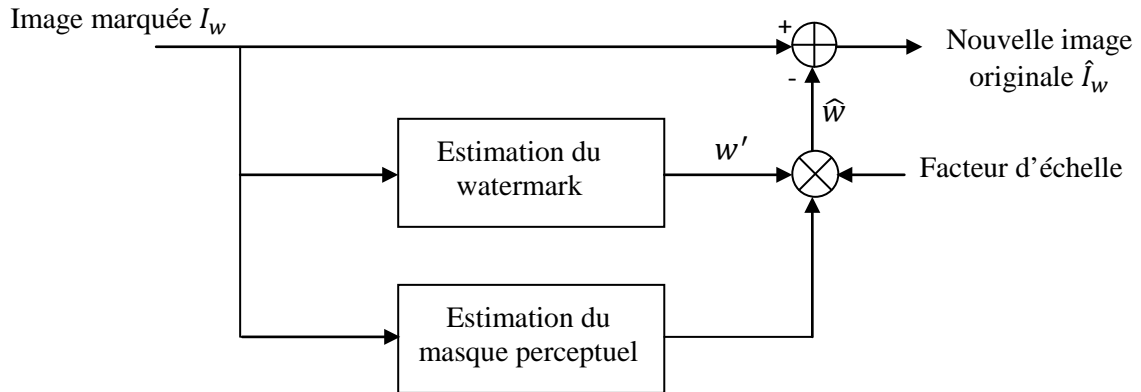 Image marquée I_w
+
-
Nouvelle image
originale Î_w
ŵ
Estimation du
watermark
w′
Facteur d'échelle
Estimation du
masque perceptuel